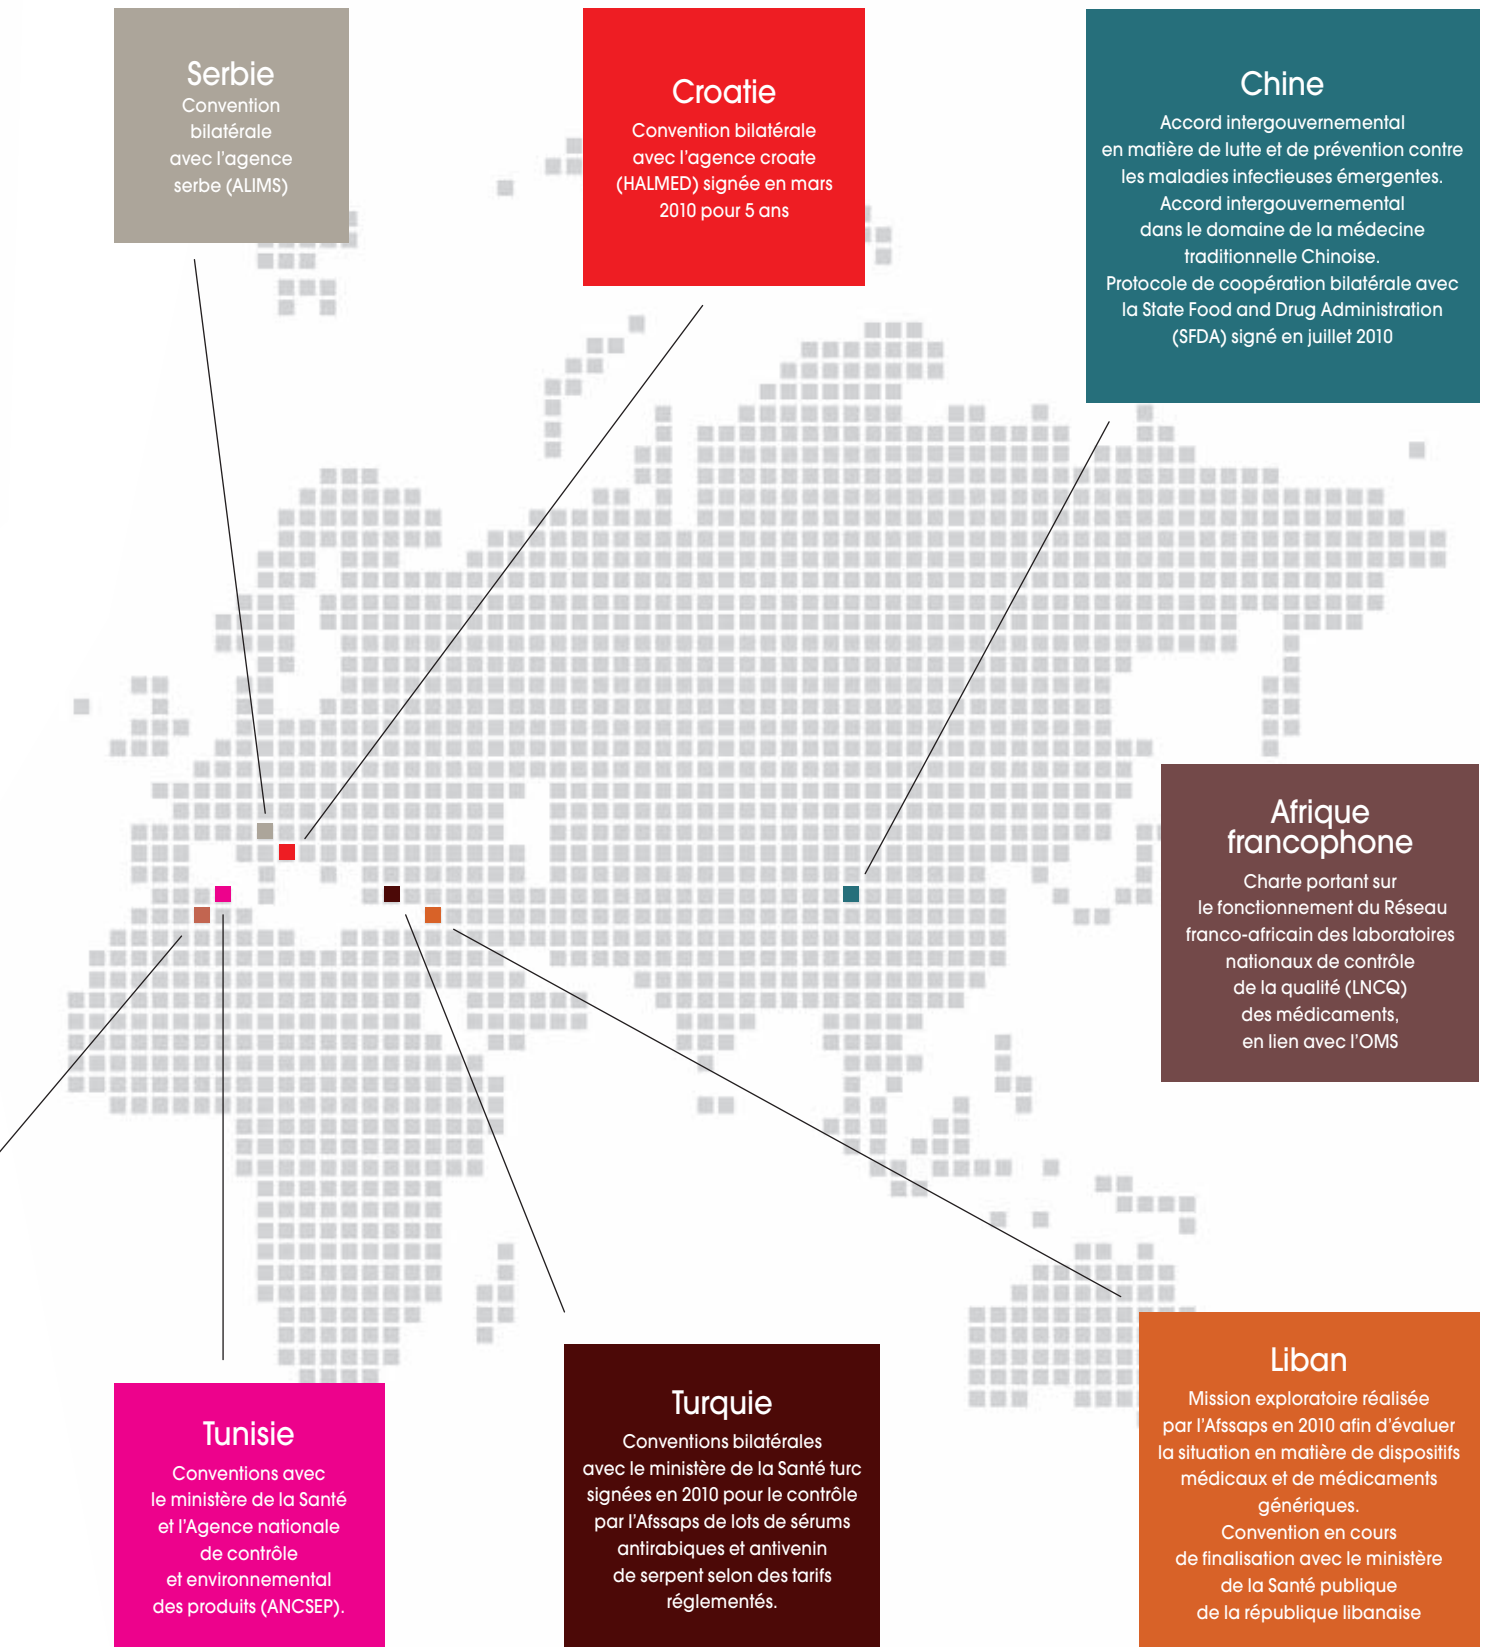 Serbie
Convention
bilatérale
avec l'agence
serbe (ALIMS)
Croatie
Convention bilatérale
avec l'agence croate
(HALMED) signée en mars
2010 pour 5 ans
Chine
Accord intergouvernemental
en matière de lutte et de prévention contre
les maladies infectieuses émergentes.
Accord intergouvernemental
dans le domaine de la médecine
traditionnelle Chinoise.
Protocole de coopération bilatérale avec
la State Food and Drug Administration
(SFDA) signé en juillet 2010
Afrique
francophone
Charte portant sur
le fonctionnement du Réseau
franco-africain des laboratoires
nationaux de contrôle
de la qualité (LNCQ)
des médicaments,
en lien avec l'OMS
Tunisie
Conventions avec
le ministère de la Santé
et l'Agence nationale
de contrôle
et environnemental
des produits (ANCSEP).
Turquie
Conventions bilatérales
avec le ministère de la Santé turc
signées en 2010 pour le contrôle
par l'Afssaps de lots de sérums
antirabiques et antivenin
de serpent selon des tarifs
réglementés.
Liban
Mission exploratoire réalisée
par l'Afssaps en 2010 afin d'évaluer
la situation en matière de dispositifs
médicaux et de médicaments
génériques.
Convention en cours
de finalisation avec le ministère
de la Santé publique
de la république libanaise